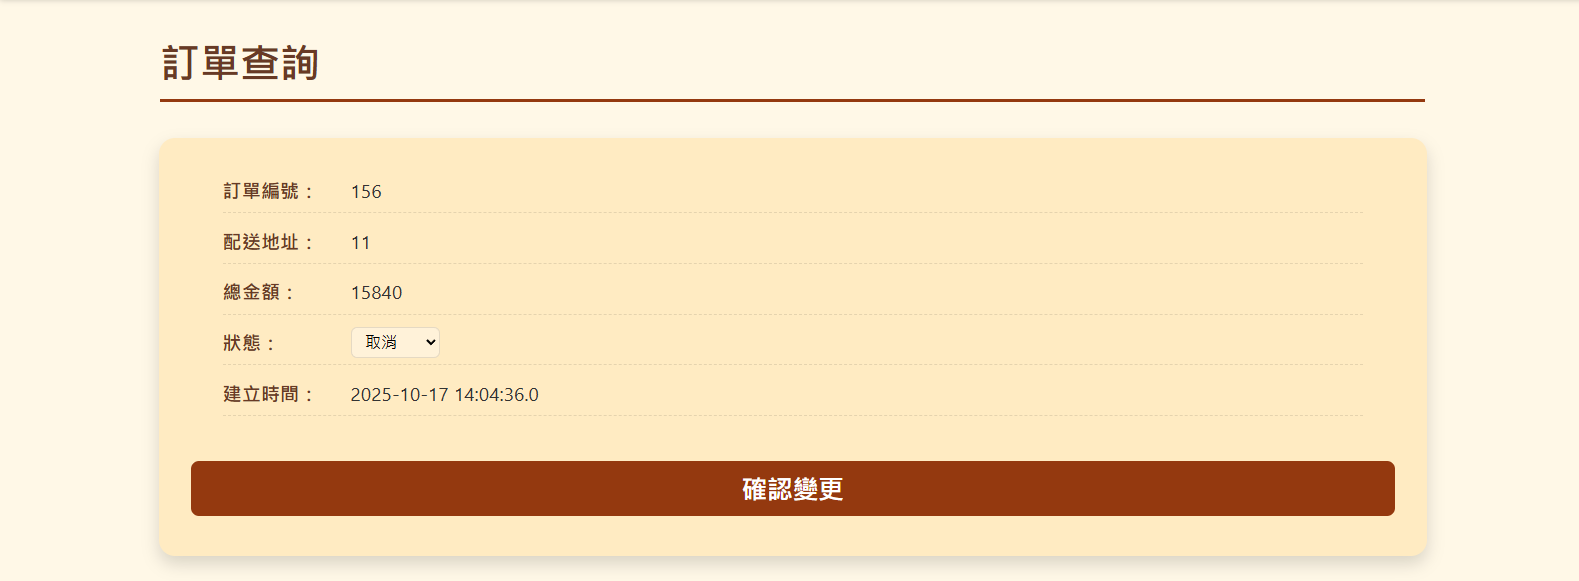 訂單查詢
訂單編號： 156
配送地址： 11
總金額： 15840
狀態： 取消
建立時間： 2025-10-17 14:04:36.0
確認變更